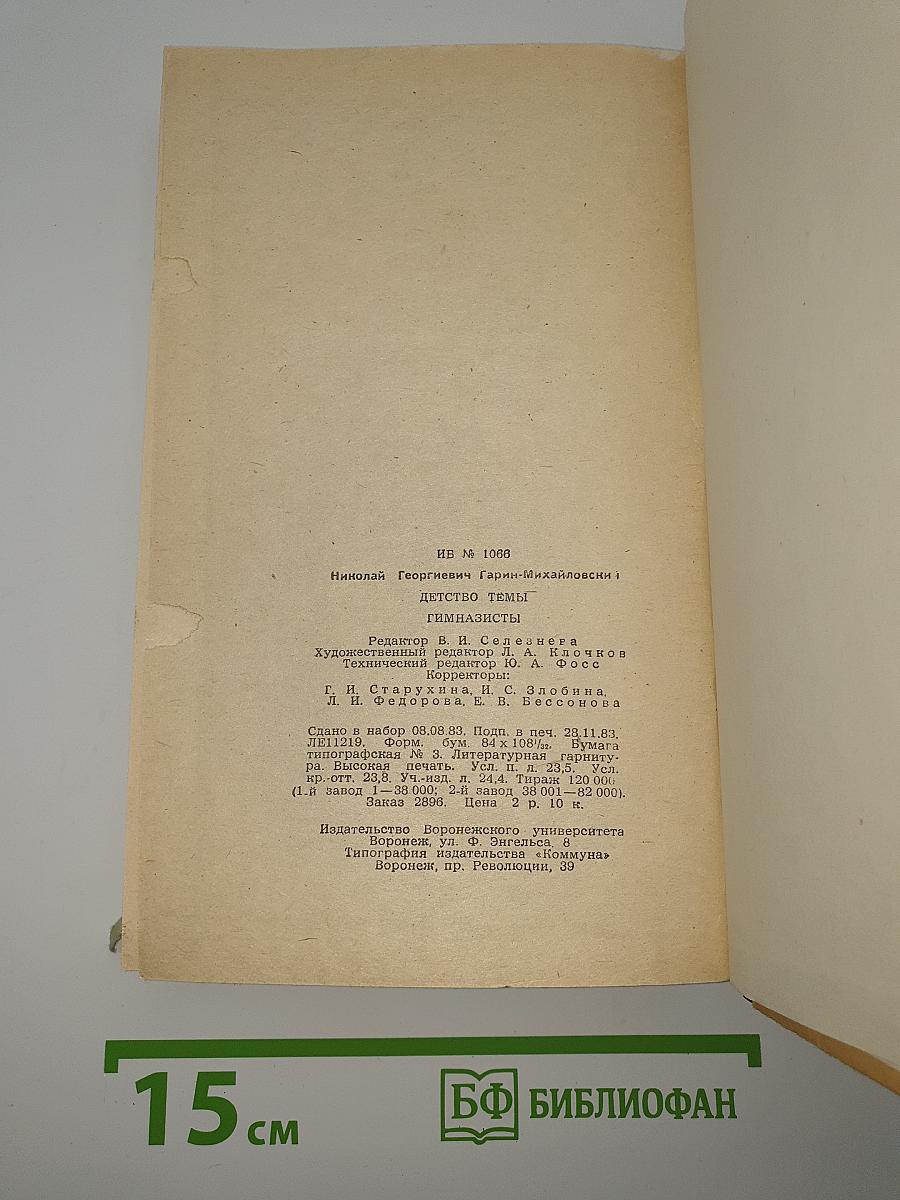 ИБ № 1066
Николай Георгиевич Гарин-Михайловский
ДЕТСТВО ТЕМЫ
ГИМНАЗИСТЫ
Редактор В. И. Селезнева
Художественный редактор Л. А. Клочков
Технический редактор Ю. А. Фосс
Корректоры:
Г. И. Старухина, И. С. Злобина,
Л. И. Федорова, Е. В. Бессонова
Сдано в набор 08.08.83. Подп. в печ. 28.11.83.
ЛЕ11219. Форм. бум. 84 х 108¹/₃₂. Бумага
типографская № 3. Литературная гарниту-
ра. Высокая печать. Усл. п. л. 23,5. Усл.
кр.-отт. 23,8. Уч.-изд. л. 24,4. Тираж 120 000
(1-й завод 1—38 000; 2-й завод 38 001—82 000).
Заказ 2896. Цена 2 р. 10 к.
Издательство Воронежского университета
Воронеж, ул. Ф. Энгельса, 8
Типография издательства «Коммуна»
Воронеж, пр. Революции, 39
15 см
БФ БИБЛИОФАН